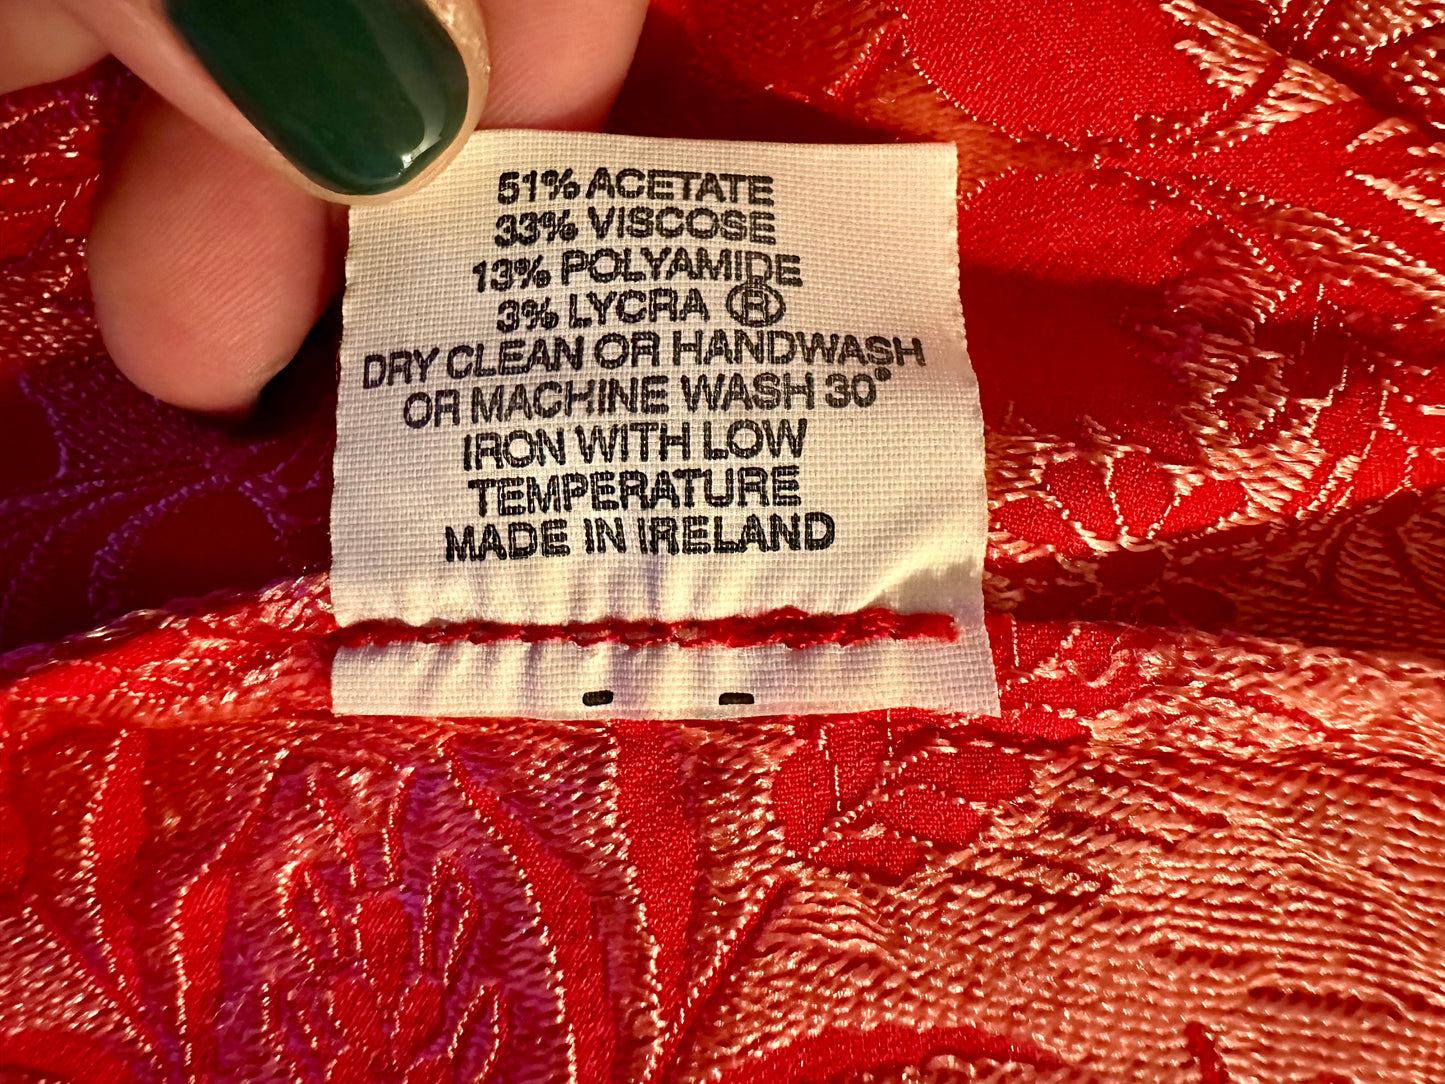 51% ACETATE
33% VISCOSE
13% POLYAMIDE
3% LYCRA ®
DRY CLEAN OR HANDWASH
OR MACHINE WASH 30°
IRON WITH LOW
TEMPERATURE
MADE IN IRELAND